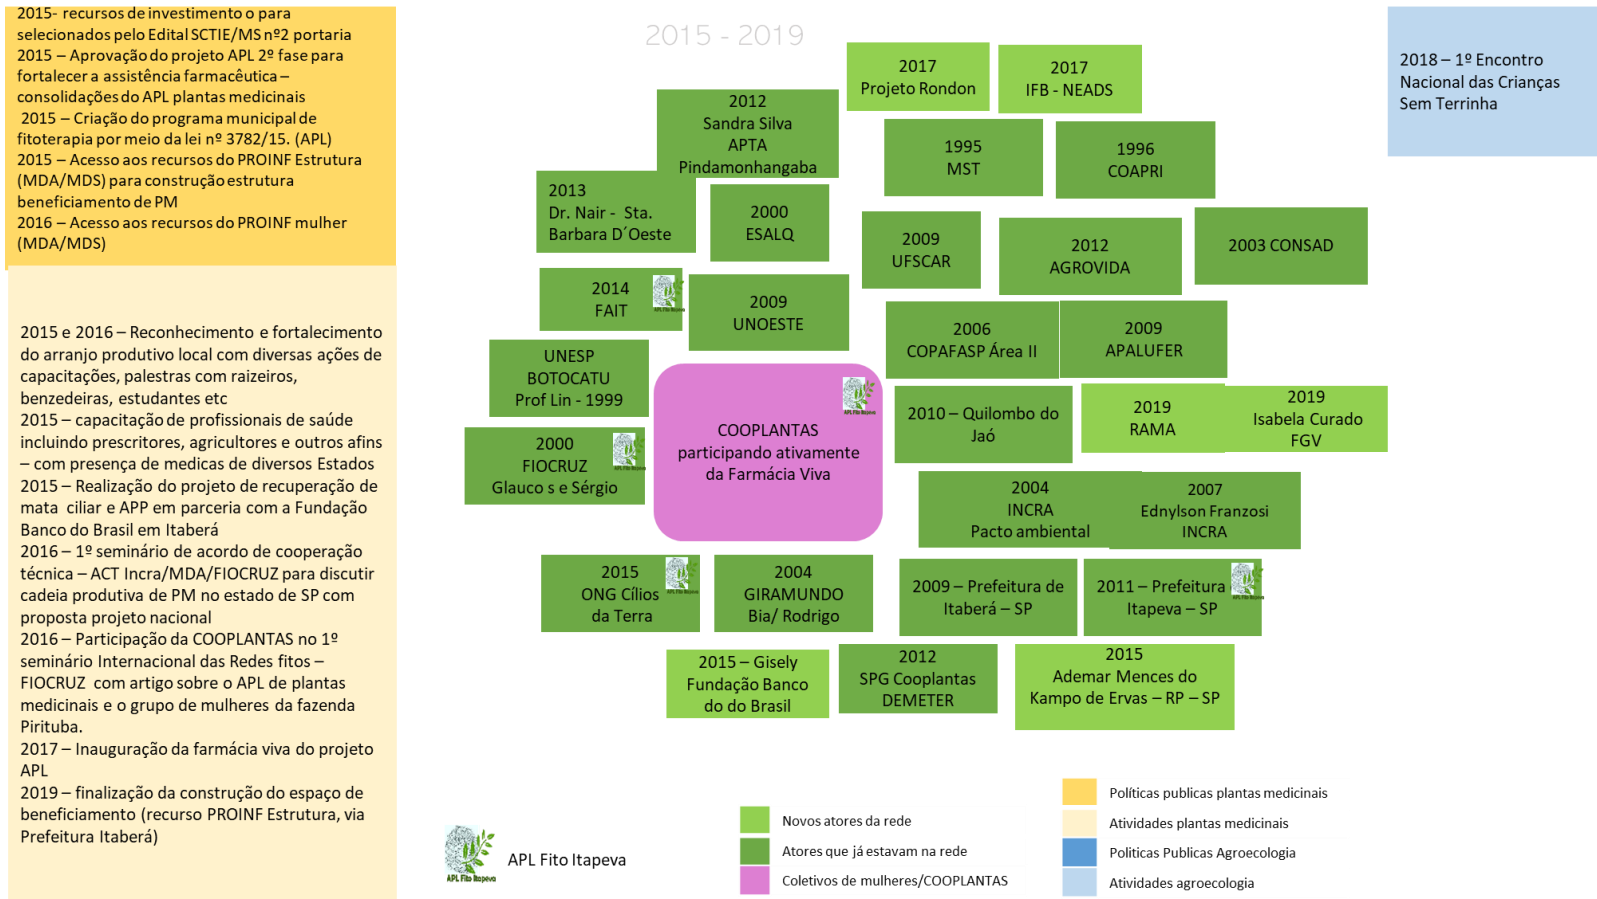 2015- recursos de investimento o para
selecionados pelo Edital SCTIE/MS nº2 portaria
2015 – Aprovação do projeto APL 2º fase para
fortalecer a assistência farmacêutica –
consolidações do APL plantas medicinais
2015 – Criação do programa municipal de
fitoterapia por meio da lei nº 3782/15. (APL)
2015 – Acesso aos recursos do PROINF Estrutura
(MDA/MDS) para construção estrutura
beneficiamento de PM
2016 – Acesso aos recursos do PROINF mulher
(MDA/MDS)
2015 e 2016 – Reconhecimento e fortalecimento
do arranjo produtivo local com diversas ações de
capacitações, palestras com raizeiros,
benzedeiras, estudantes etc
2015 – capacitação de profissionais de saúde
incluindo prescritores, agricultores e outros afins
– com presença de medicas de diversos Estados
2015 – Realização do projeto de recuperação de
mata ciliar e APP em parceria com a Fundação
Banco do Brasil em Itaberá
2016 – 1º seminário de acordo de cooperação
técnica – ACT Incra/MDA/FIOCRUZ para discutir
cadeia produtiva de PM no estado de SP com
proposta projeto nacional
2016 – Participação da COOPLANTAS no 1º
seminário Internacional das Redes fitos –
FIOCRUZ com artigo sobre o APL de plantas
medicinais e o grupo de mulheres da fazenda
Pirituba.
2017 – Inauguração da farmácia viva do projeto
APL
2019 – finalização da construção do espaço de
beneficiamento (recurso PROINF Estrutura, via
Prefeitura Itaberá)
2015 - 2019
2017
Projeto Rondon
2017
IFB - NEADS
2018 – 1º Encontro
Nacional das Crianças
Sem Terrinha
2012
Sandra Silva
APTA
Pindamonhangaba
1995
MST
1996
COAPRI
2013
Dr. Nair - Sta.
Barbara D´Oeste
2000
ESALQ
2009
UFSCAR
2012
AGROVIDA
2003 CONSAD
2014
FAIT
APL Fito Itapeva
2009
UNOESTE
2006
COPAFASP Área II
2009
APALUFER
UNESP
BOTOCATU
Prof Lin - 1999
COOPLANTAS
participando ativamente
da Farmácia Viva
APL Fito Itapeva
2010 – Quilombo do
Jaó
2019
RAMA
2019
Isabela Curado
FGV
2000
FIOCRUZ
Glauco s e Sérgio
APL Fito Itapeva
2004
INCRA
Pacto ambiental
2007
Ednylson Franzosi
INCRA
2015
ONG Cílios
da Terra
APL Fito Itapeva
2004
GIRAMUNDO
Bia/ Rodrigo
2009 – Prefeitura de
Itaberá – SP
2011 – Prefeitura
Itapeva – SP
APL Fito Itapeva
2015 – Gisely
Fundação Banco
do do Brasil
2012
SPG Cooplantas
DEMETER
2015
Ademar Mences do
Kampo de Ervas – RP – SP
APL Fito Itapeva
APL Fito Itapeva
Novos atores da rede
Atores que já estavam na rede
Coletivos de mulheres/COOPLANTAS
Políticas publicas plantas medicinais
Atividades plantas medicinais
Politicas Publicas Agroecologia
Atividades agroecologia